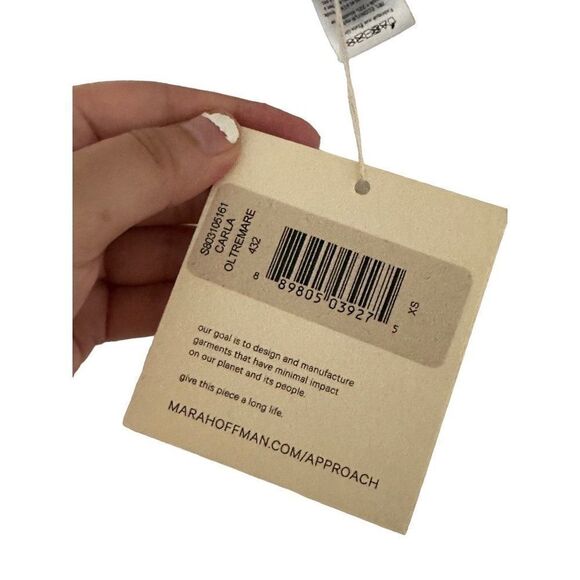 S803105161
CARLA
OLTREMARE
432
XS
8 89805 03927 5
our goal is to design and manufacture
garments that have minimal impact
on our planet and its people.
give this piece a long life.
MARAHOFFMAN.COM/APPROACH